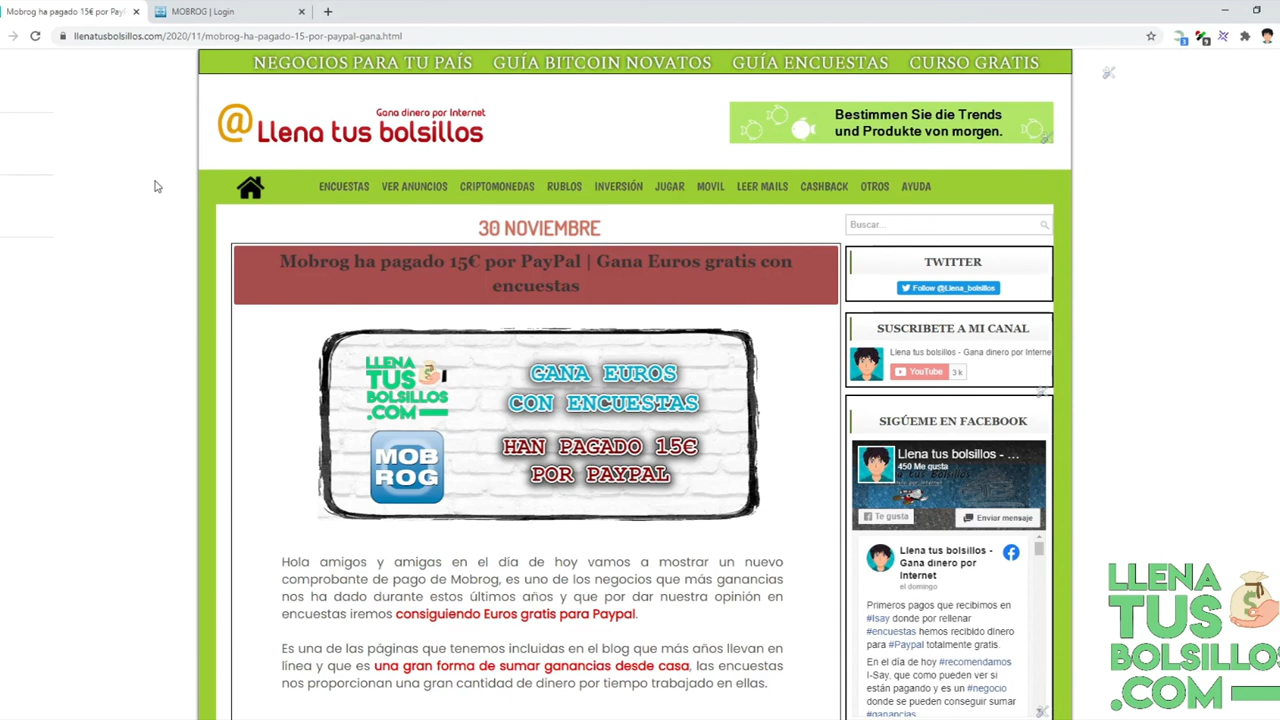 Mobrog ha pagado 15€ por Pay
MOBROG | Login
llenatusbolsillos.com/2020/11/mobrog-ha-pagado-15-por-paypal-gana.html
NEGOCIOS PARA TU PAÍS GUÍA BITCOIN NOVATOS GUÍA ENCUESTAS CURSO GRATIS
Gana dinero por Internet
@Llena tus bolsillos
Bestimmen Sie die Trends
und Produkte von morgen.
ENCUESTAS VER ANUNCIOS CRIPTOMONEDAS RUBLOS INVERSIÓN JUGAR MOVIL LEER MAILS CASHBACK OTROS AYUDA
30 NOVIEMBRE
Mobrog ha pagado 15€ por PayPal | Gana Euros gratis con
encuestas
LLENA
TUS
BOLSILLOS
.COM
GANA EUROS
CON ENCUESTAS
MOB
ROG
HAN PAGADO 15€
POR PAYPAL
Hola amigos y amigas en el día de hoy vamos a mostrar un nuevo
comprobante de pago de Mobrog, es uno de los negocios que más ganancias
nos ha dado durante estos últimos años y que por dar nuestra opinión en
encuestas iremos consiguiendo Euros gratis para Paypal.
Es una de las páginas que tenemos incluidas en el blog que más años llevan en
línea y que es una gran forma de sumar ganancias desde casa, las encuestas
nos proporcionan una gran cantidad de dinero por tiempo trabajado en ellas.
Buscar...
TWITTER
Follow @Llena_bolsillos
SUSCRIBETE A MI CANAL
Llena tus bolsillos - Gana dinero por Interne
YouTube 3 k
SIGÚEME EN FACEBOOK
Llena tus bolsillos - ...
450 Me gusta
Te gusta
Enviar mensaje
Llena tus bolsillos -
Gana dinero por
Internet
el domingo
Primeros pagos que recibimos en
#Isay donde por rellenar
#encuestas hemos recibido dinero
para #Paypal totalmente gratis.
En el día de hoy #recomendamos
I-Say, que como pueden ver si
están pagando y es un #negocio
donde se pueden conseguir sumar
#ganancias
LLENA
TUS
BOLSILLOS
.COM